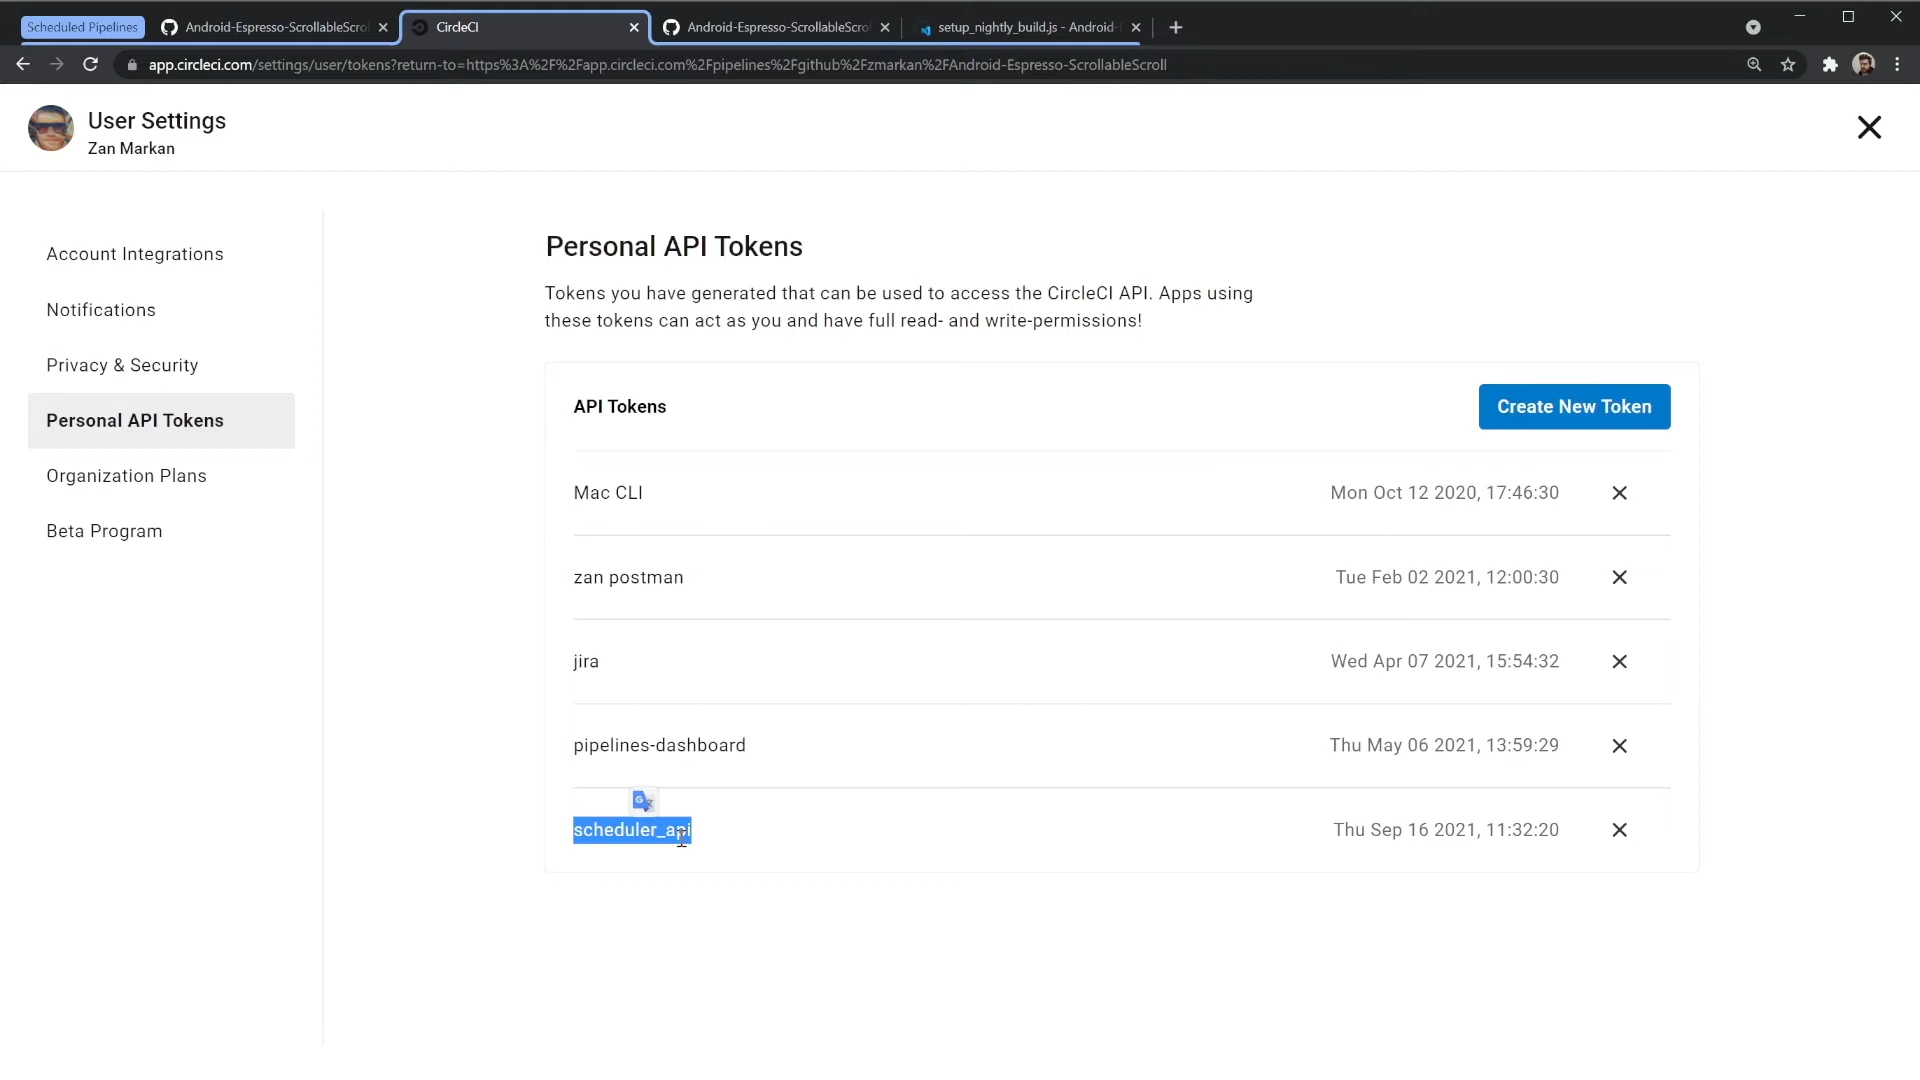 Scheduled Pipelines
Android-Espresso-ScrollableScrol
CircleCI
Android-Espresso-ScrollableScro
setup_nightly_build.js - Android-
app.circleci.com/settings/user/tokens?return-to=https%3A%2F%2Fapp.circleci.com%2Fpipelines%2Fgithub%2Fzmarkan%2FAndroid-Espresso-ScrollableScroll
User Settings
Zan Markan
Account Integrations
Notifications
Privacy & Security
Personal API Tokens
Organization Plans
Beta Program
Personal API Tokens
Tokens you have generated that can be used to access the CircleCI API. Apps using
these tokens can act as you and have full read- and write-permissions!
API Tokens
Create New Token
Mac CLI
Mon Oct 12 2020, 17:46:30
zan postman
Tue Feb 02 2021, 12:00:30
jira
Wed Apr 07 2021, 15:54:32
pipelines-dashboard
Thu May 06 2021, 13:59:29
scheduler_api
Thu Sep 16 2021, 11:32:20